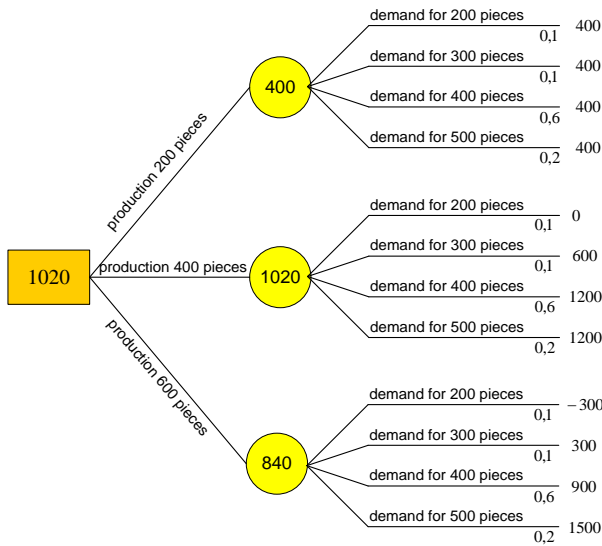 demand for 200 pieces
0,1 400
demand for 300 pieces
0,1 400
400
demand for 400 pieces
0,6 400
demand for 500 pieces
0,2 400
production 200 pieces
demand for 200 pieces
0,1 0
demand for 300 pieces
0,1 600
1020
production 400 pieces
1020
demand for 400 pieces
0,6 1200
demand for 500 pieces
0,2 1200
production 600 pieces
demand for 200 pieces
0,1 −300
demand for 300 pieces
0,1 300
840
demand for 400 pieces
0,6 900
demand for 500 pieces
0,2 1500